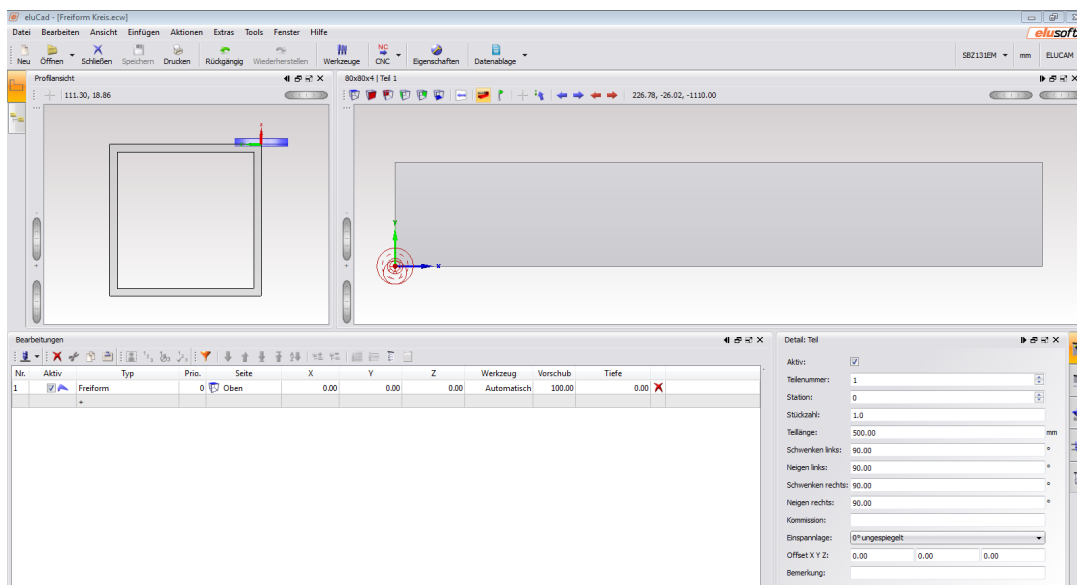 eluCad - [Freiform Kreis.ecw]
Datei Bearbeiten Ansicht Einfügen Aktionen Extras Tools Fenster Hilfe
elusoft
Neu Öffnen Schließen Speichern Drucken Rückgängig Wiederherstellen Werkzeuge CNC Eigenschaften Datenablage
NC
SBZ131EM mm ELUCAM
Profilansicht
80x80x4 | Teil 1
111.30, 18.86
226.78, -26.02, -1110.00
z
Y
X
Bearbeitungen
Nr. Aktiv Typ Prio. Seite X Y Z Werkzeug Vorschub Tiefe
1 Freiform 0 Oben 0.00 0.00 0.00 Automatisch 100.00 0.00
Detail: Teil
Aktiv:
Teilenummer: 1
Station: 0
Stückzahl: 1.0
Teillänge: 500.00 mm
Schwenken links: 90.00 °
Neigen links: 90.00 °
Schwenken rechts: 90.00 °
Neigen rechts: 90.00 °
Kommission:
Einspannlage: 0° ungespiegelt
Offset X Y Z: 0.00 0.00 0.00
Bemerkung: